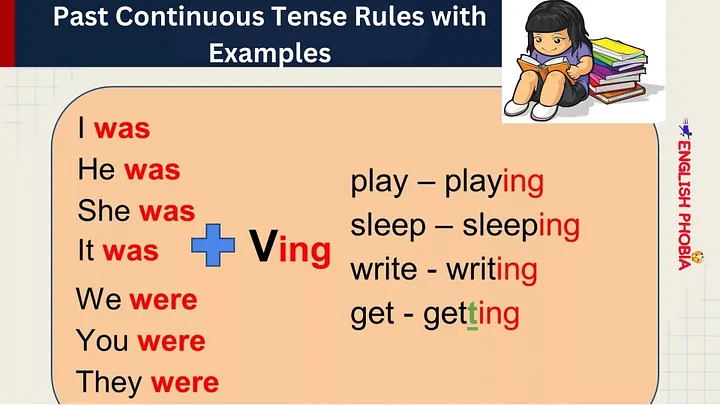 Past Continuous Tense Rules with
Examples
I was
He was
She was
It was
We were
You were
They were
Ving
play – playing
sleep – sleeping
write - writing
get - getting
ENGLISH PHOBIA